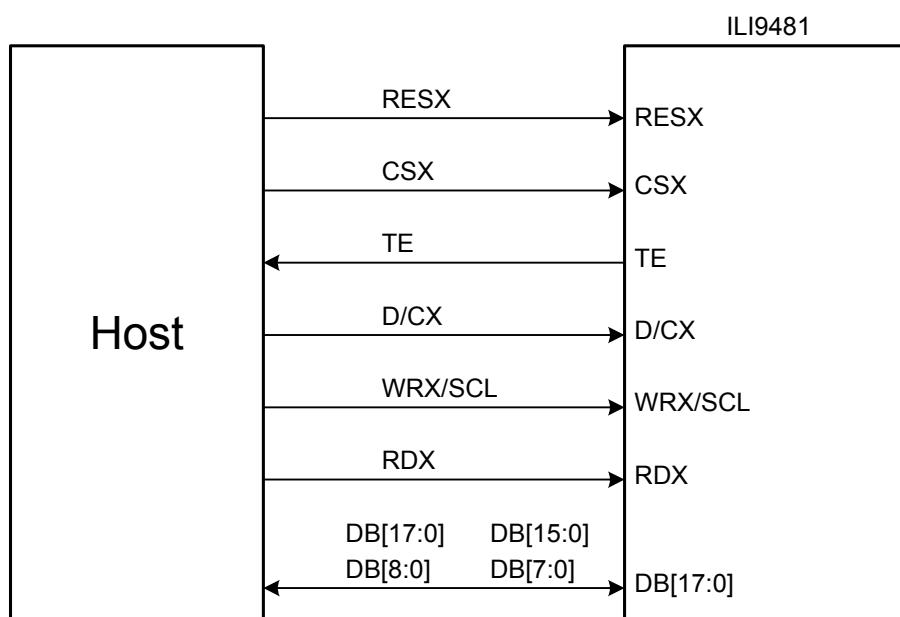 ILI9481
RESX
RESX
CSX
CSX
TE
TE
Host
D/CX
D/CX
WRX/SCL
WRX/SCL
RDX
RDX
DB[17:0] DB[15:0]
DB[8:0] DB[7:0]
DB[17:0]